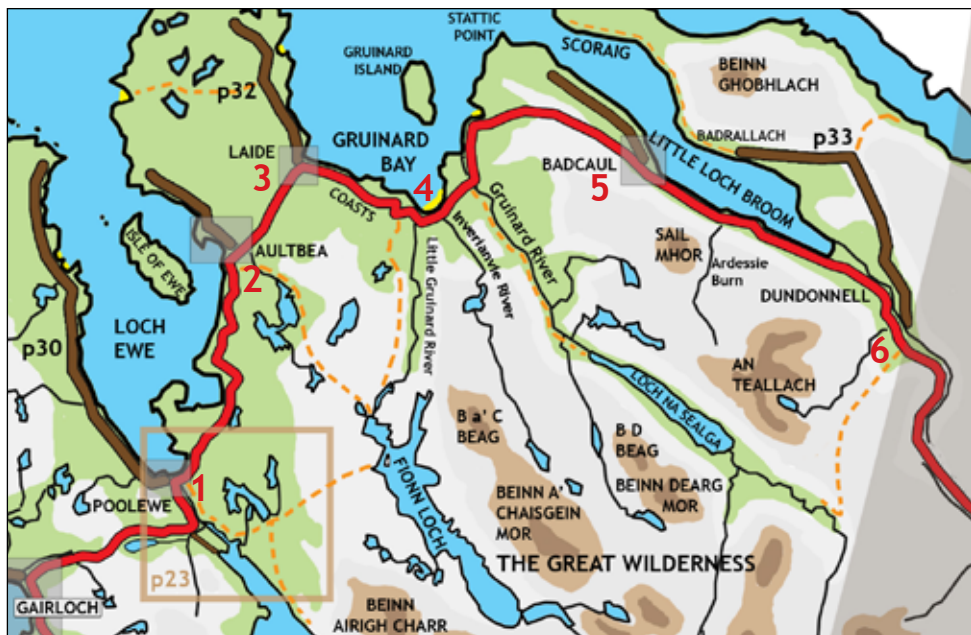 STATTIC
POINT
GRUINARD
ISLAND
SCORAIG
BEINN
GHOBHLACH
p32
GRUINARD
BAY
BADRALLACH
p33
LAIDE
3
COASTS
4
BADCAUL
5
LITTLE LOCH BROOM
ISLE OF EWE
AULTBEA
2
Little Gruinard River
Inverianvie River
Gruinard River
SAIL
MHOR
Ardessie
Burn
DUNDONNELL
6
LOCH
EWE
p30
AN
TEALLACH
LOCH NA SEALGA
B a' C
BEAG
B D
BEAG
FIONN LOCH
BEINN A'
CHAISGEIN
MOR
BEINN DEARG
MOR
1
POOLEWE
THE GREAT WILDERNESS
p23
GAIRLOCH
BEINN
AIRIGH CHARR